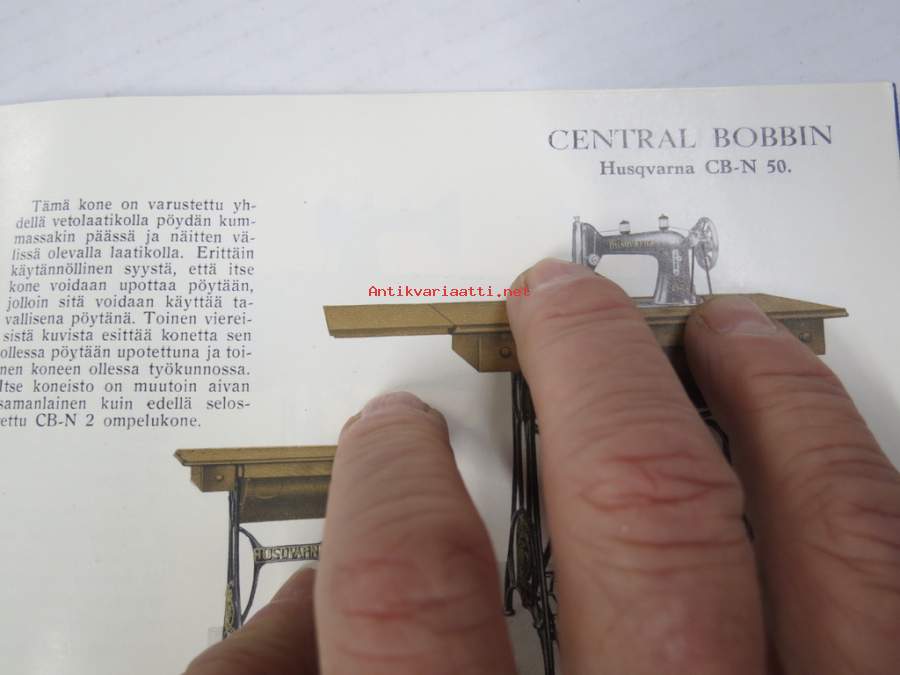 CENTRAL BOBBIN
Husqvarna CB-N 50.
Tämä kone on varustettu yh-
dellä vetolaatikolla pöydän kum-
massakin päässä ja näitten vä-
lissä olevalla laatikolla. Erittäin
käytännöllinen syystä, että itse
kone voidaan upottaa pöytään,
jolloin sitä voidaan käyttää ta-
vallisena pöytänä. Toinen vierei-
sistä kuvista esittää konetta sen
ollessa pöytään upotettuna ja toi-
nen koneen ollessa työkunnossa.
Itse koneisto on muutoin aivan
samanlainen kuin edellä selos-
ettu CB-N 2 ompelukone.
HUSQVARNA
Antikvariaatti.net
HUSQVARN